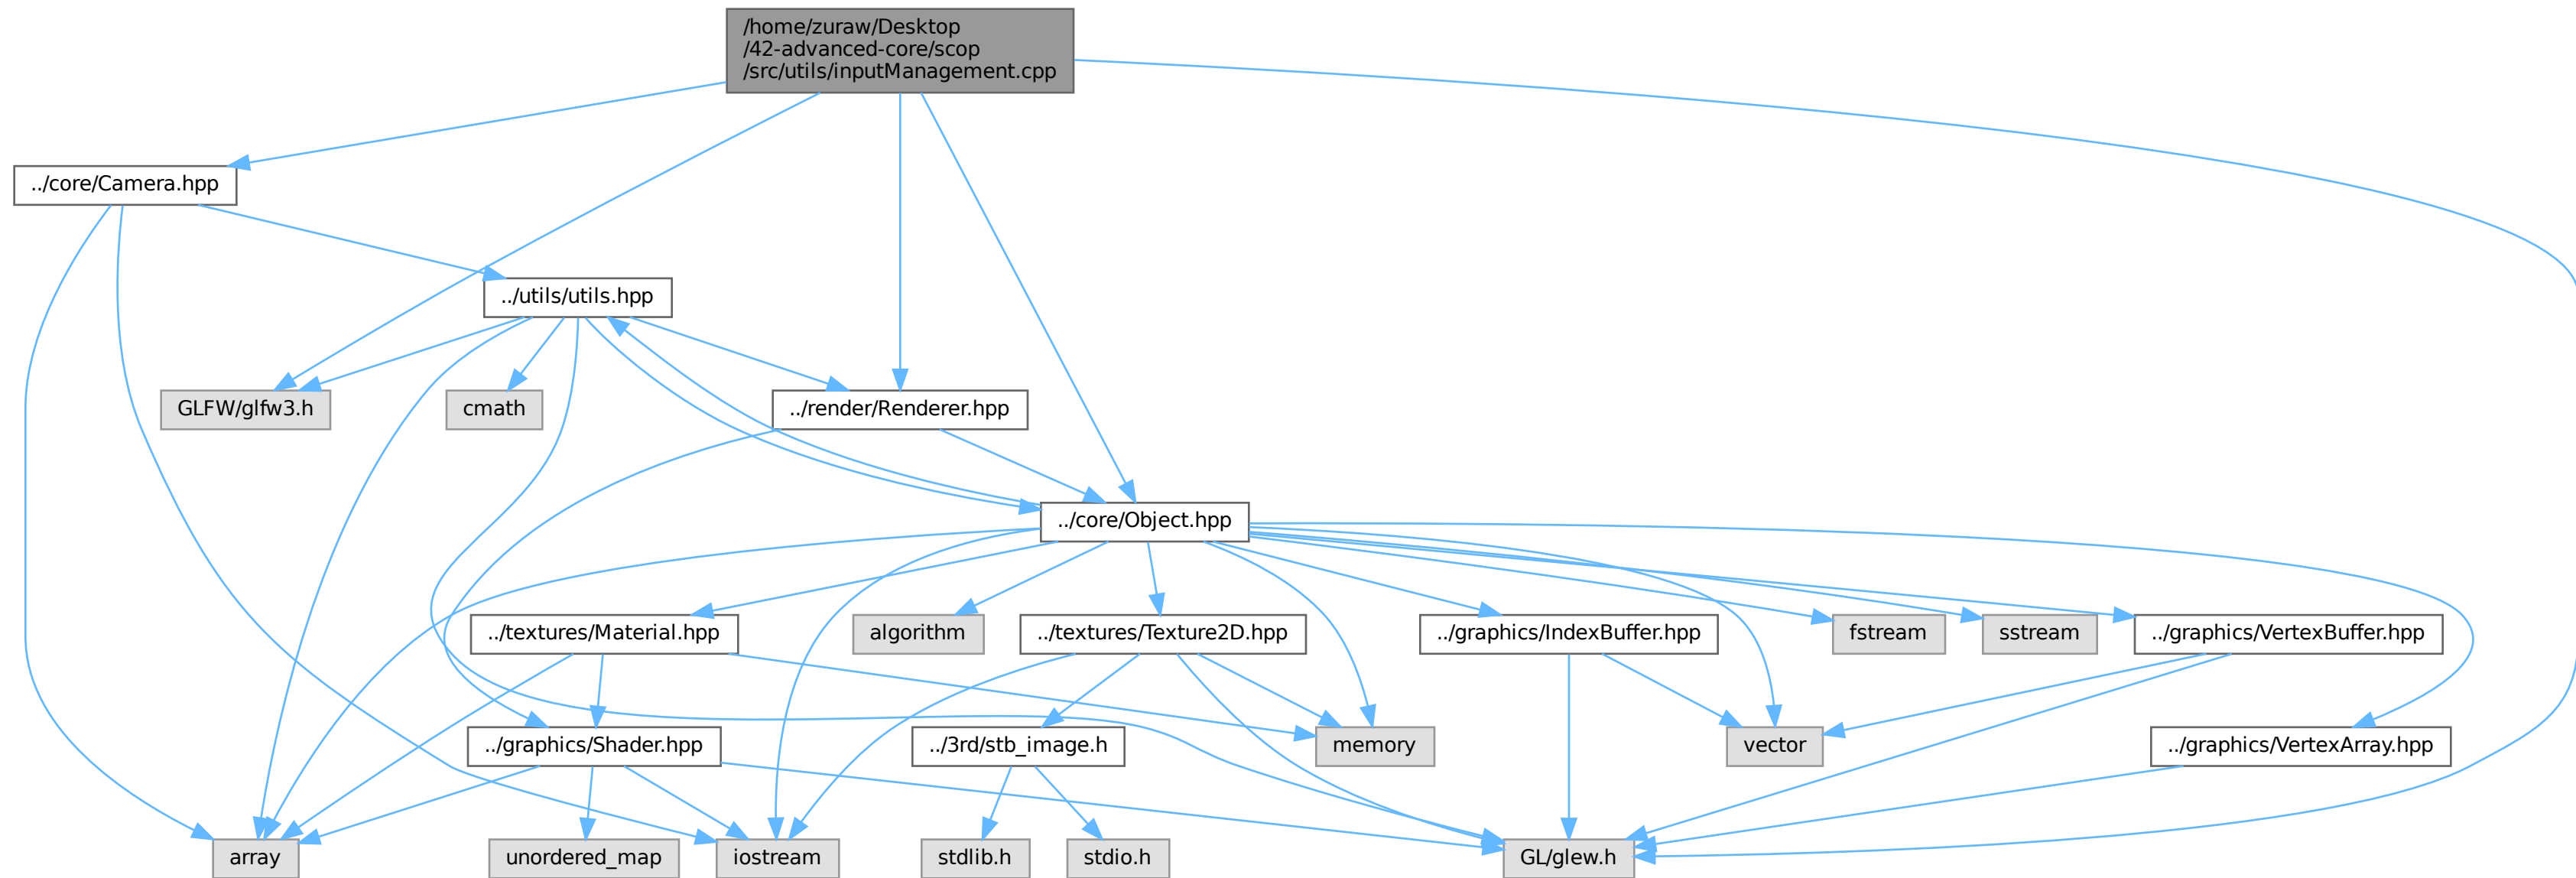 /home/zuraw/Desktop
/42-advanced-core/scop
/src/utils/inputManagement.cpp
../core/Camera.hpp
../utils/utils.hpp
GLFW/glfw3.h
cmath
../render/Renderer.hpp
../core/Object.hpp
../textures/Material.hpp
algorithm
../textures/Texture2D.hpp
../graphics/IndexBuffer.hpp
fstream
sstream
../graphics/VertexBuffer.hpp
../graphics/Shader.hpp
../3rd/stb_image.h
memory
vector
../graphics/VertexArray.hpp
array
unordered_map
iostream
stdlib.h
stdio.h
GL/glew.h